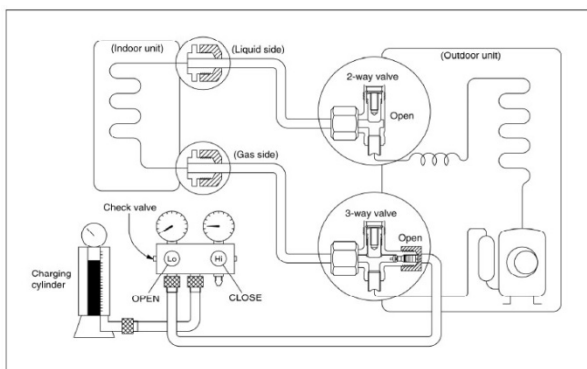 (Indoor unit)
(Liquid side)
(Outdoor unit)
2-way valve
Open
(Gas side)
3-way valve
Open
Check valve
Lo
Hi
Charging
cylinder
OPEN
CLOSE